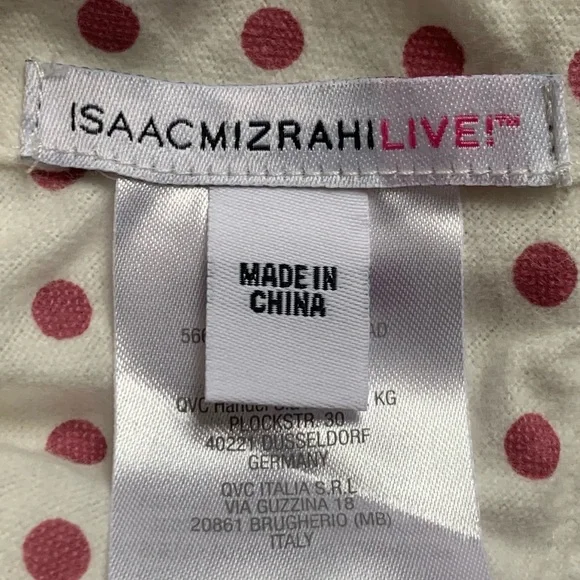 ISAACMIZRAHILIVE!™
MADE IN
CHINA
QVC KG
PLOCKSTR. 30
40221 DUSSELDORF
GERMANY
QVC ITALIA S.R.L
VIA GUZZINA 18
20861 BRUGHERIO (MB)
ITALY